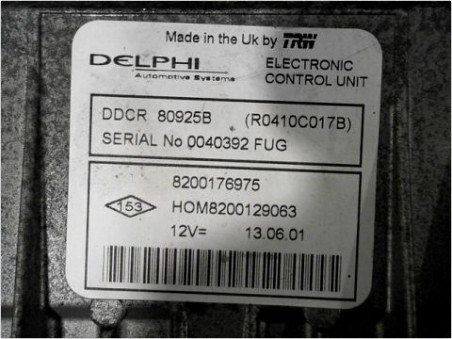 Made in the Uk by TRW
DELPHI
Automotive Systems
ELECTRONIC
CONTROL UNIT
DDCR 80925B (R0410C017B)
SERIAL No 0040392 FUG
8200176975
153 HOM8200129063
12V= 13.06.01